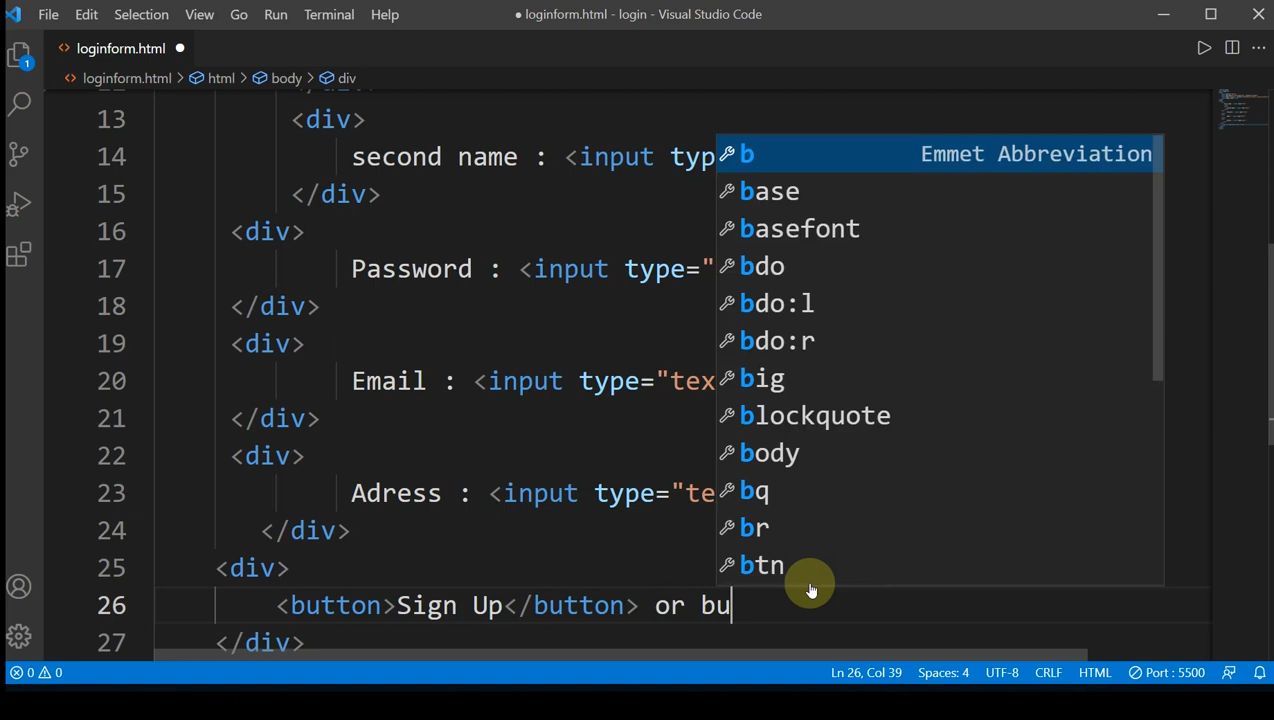 File Edit Selection View Go Run Terminal Help ● loginform.html - login - Visual Studio Code
<> loginform.html ●
<> loginform.html > html > body > div
1
13 <div>
14 second name : <input typ
15 </div>
16 <div>
17 Password : <input type="
18 </div>
19 <div>
20 Email : <input type="tex
21 </div>
22 <div>
23 Adress : <input type="te
24 </div>
25 <div>
26 <button>Sign Up</button> or bu
27 </div>
b Emmet Abbreviation
base
basefont
bdo
bdo:l
bdo:r
big
blockquote
body
bq
br
btn
0 0 Ln 26, Col 39 Spaces: 4 UTF-8 CRLF HTML Port : 5500